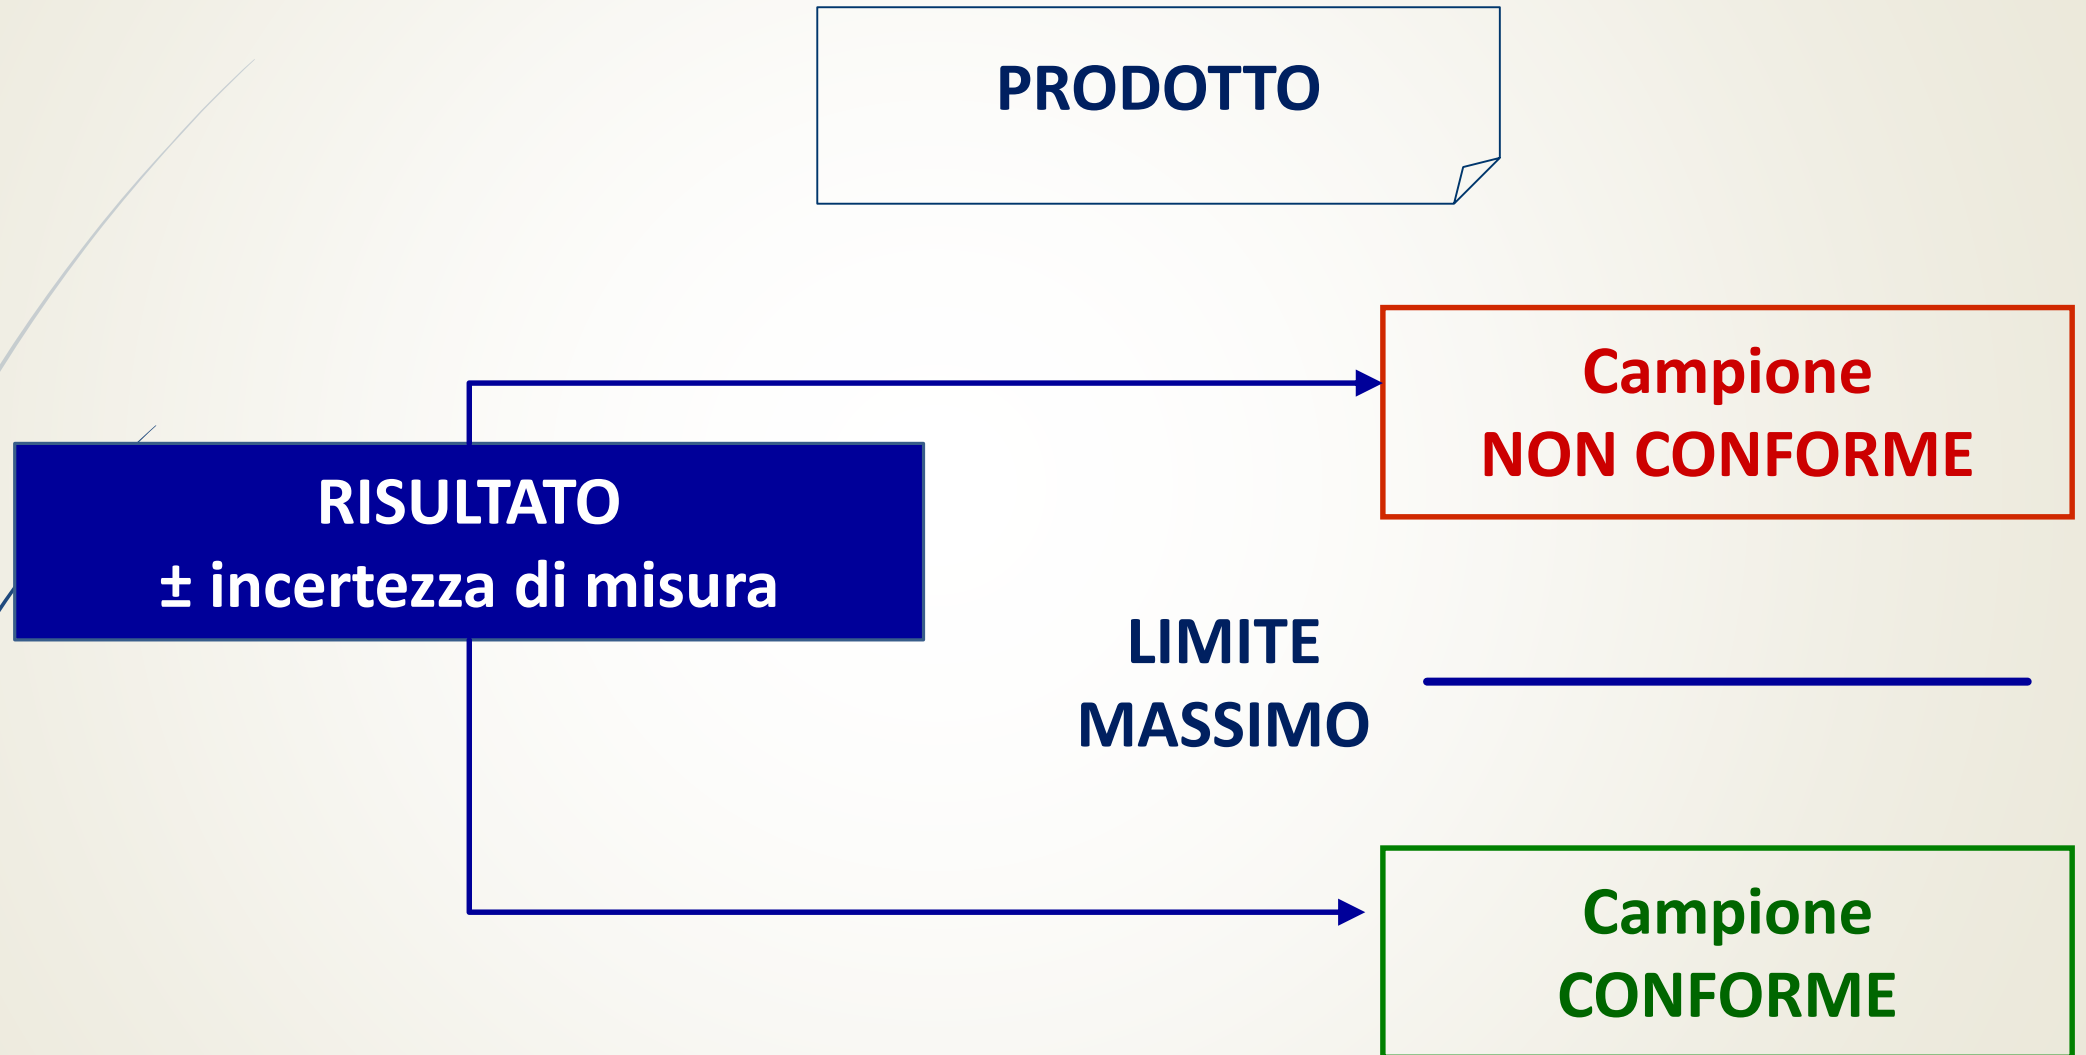 PRODOTTO
Campione
NON CONFORME
RISULTATO
± incertezza di misura
LIMITE
MASSIMO
Campione
CONFORME